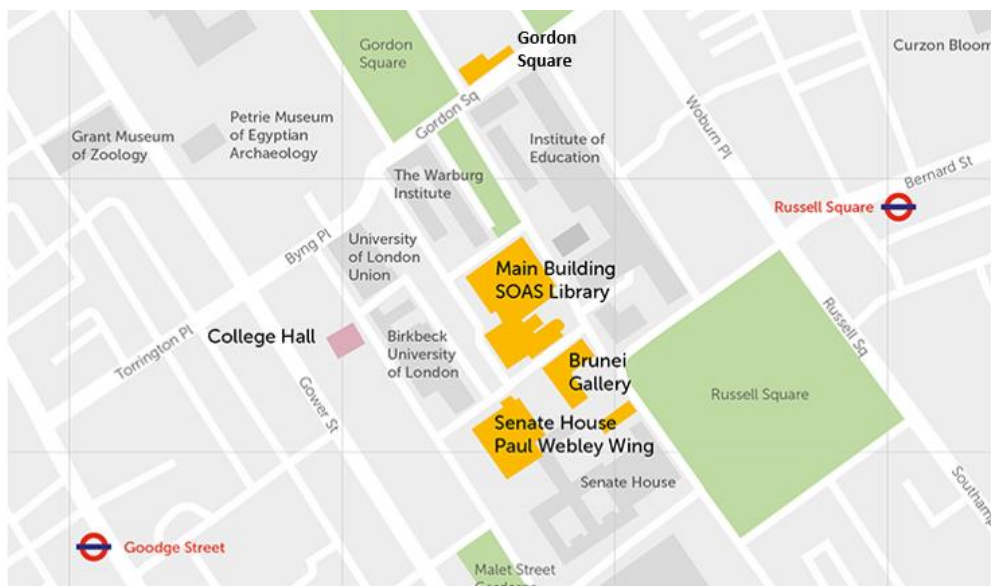 Gordon
Square
Gordon
Square
Curzon Bloom
Woburn Pl
Gordon Sq
Grant Museum
of Zoology
Petrie Museum
of Egyptian
Archaeology
Institute of
Education
The Warburg
Institute
Bernard St
Russell Square
Byng Pl
University
of London
Union
Main Building
SOAS Library
College Hall
Birkbeck
University
of London
Torrington Pl
Gower St
Brunei
Gallery
Russell Sq
Russell Square
Senate House
Paul Webley Wing
Senate House
Southamp
Goodge Street
Malet Street